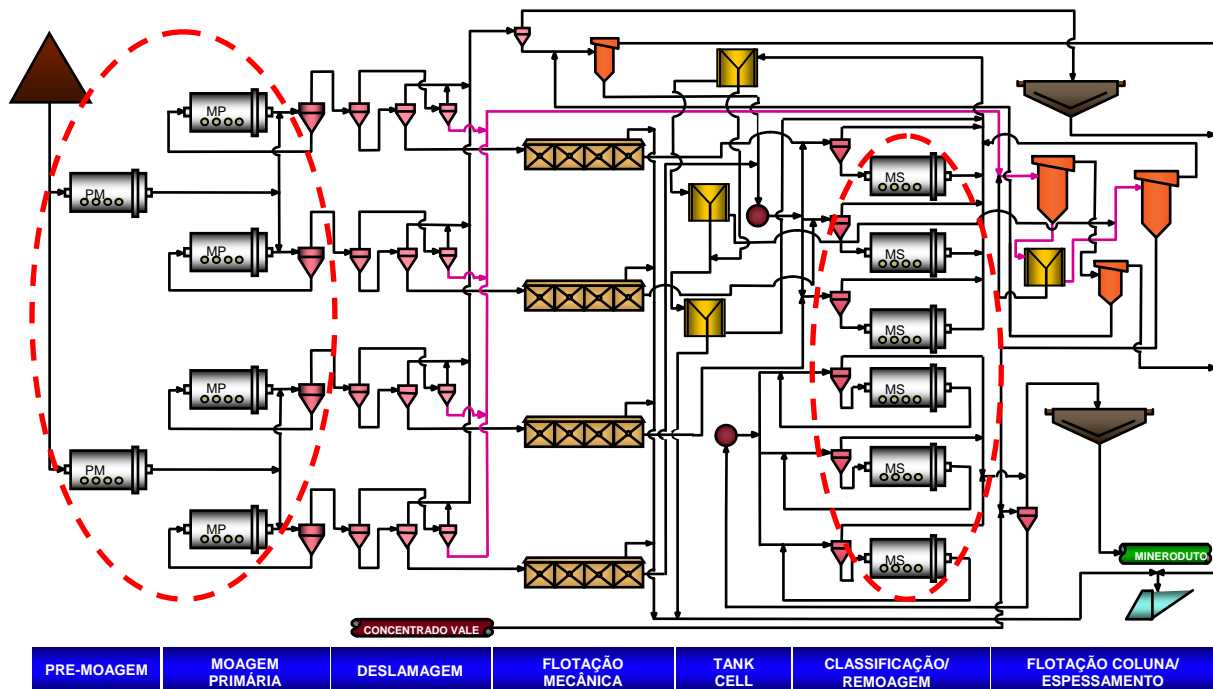 MP
PM
MP
MP
PM
MP
MS
MS
MS
MS
MS
MS
MINERODUTO
CONCENTRADO VALE
PRE-MOAGEM
MOAGEM
PRIMÁRIA
DESLAMAGEM
FLOTAÇÃO
MECÂNICA
TANK
CELL
CLASSIFICAÇÃO/
REMOAGEM
FLOTAÇÃO COLUNA/
ESPESSAMENTO